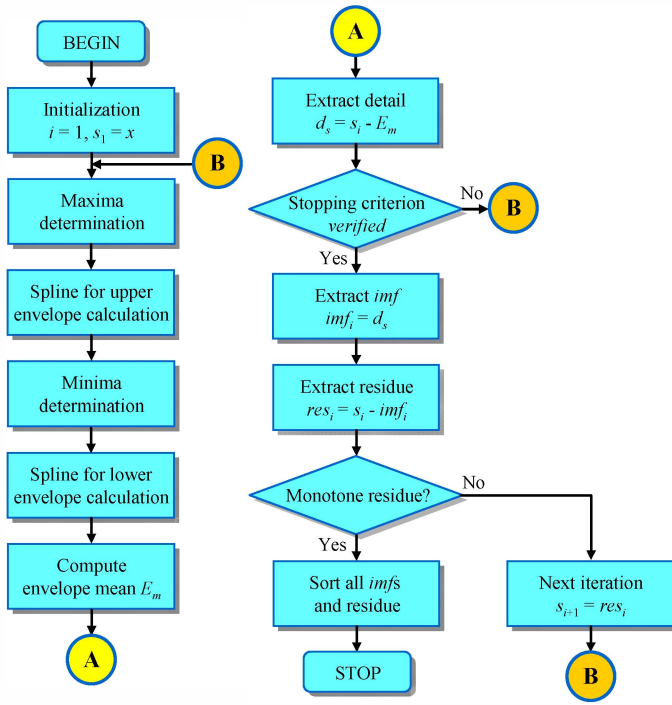 BEGIN
Initialization
i = 1, s₁ = x
B
Maxima
determination
Spline for upper
envelope calculation
Minima
determination
Spline for lower
envelope calculation
Compute
envelope mean Eₘ
A
A
Extract detail
dₛ = sᵢ - Eₘ
Stopping criterion
verified
No
B
Yes
Extract imf
imfᵢ = dₛ
Extract residue
resᵢ = sᵢ - imfᵢ
Monotone residue?
No
Yes
Sort all imfs
and residue
STOP
Next iteration
sᵢ₊₁ = resᵢ
B